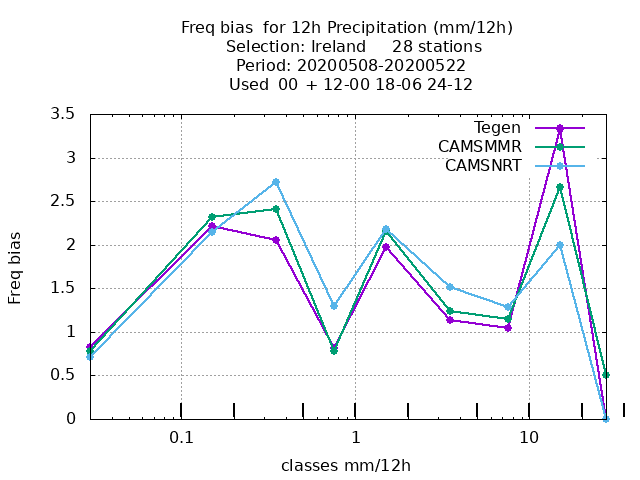 Freq bias  for 12h Precipitation (mm/12h)
Selection: Ireland     28 stations
Period: 20200508-20200522
Used  00  + 12-00 18-06 24-12
Tegen
CAMSMMR
CAMSNRT
3.5
3
2.5
2
1.5
1
0.5
0
Freq bias
0.1
1
10
classes mm/12h